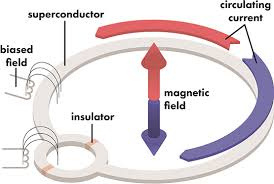 circulating
current
superconductor
biased
field
magnetic
field
insulator